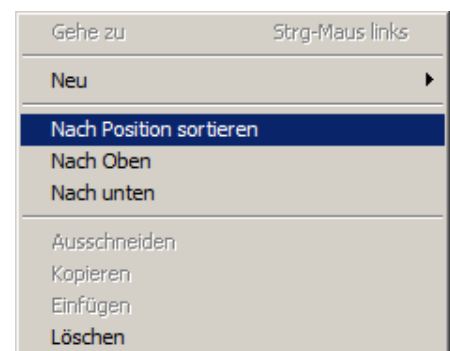 Gehe zu Strg-Maus links
Neu
Nach Position sortieren
Nach Oben
Nach unten
Ausschneiden
Kopieren
Einfügen
Löschen